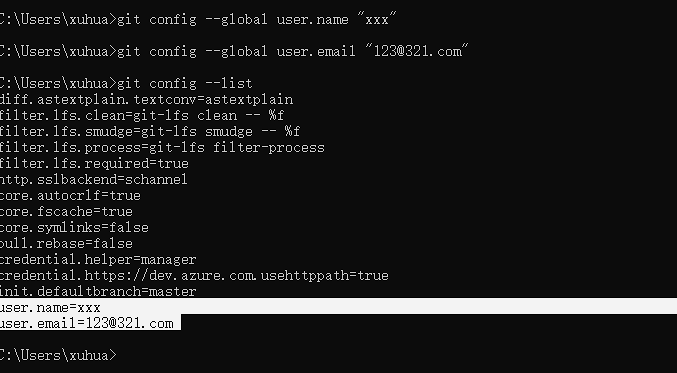 C:\Users\xuhua>git config --global user.name "xxx"
C:\Users\xuhua>git config --global user.email "123@321.com"
C:\Users\xuhua>git config --list
diff.astextplain.textconv=astextplain
filter.lfs.clean=git-lfs clean -- %f
filter.lfs.smudge=git-lfs smudge -- %f
filter.lfs.process=git-lfs filter-process
filter.lfs.required=true
http.sslbackend=schannel
core.autocrlf=true
core.fscache=true
core.symlinks=false
pull.rebase=false
credential.helper=manager
credential.https://dev.azure.com.usehttppath=true
init.defaultbranch=master
user.name=xxx
user.email=123@321.com
C:\Users\xuhua>